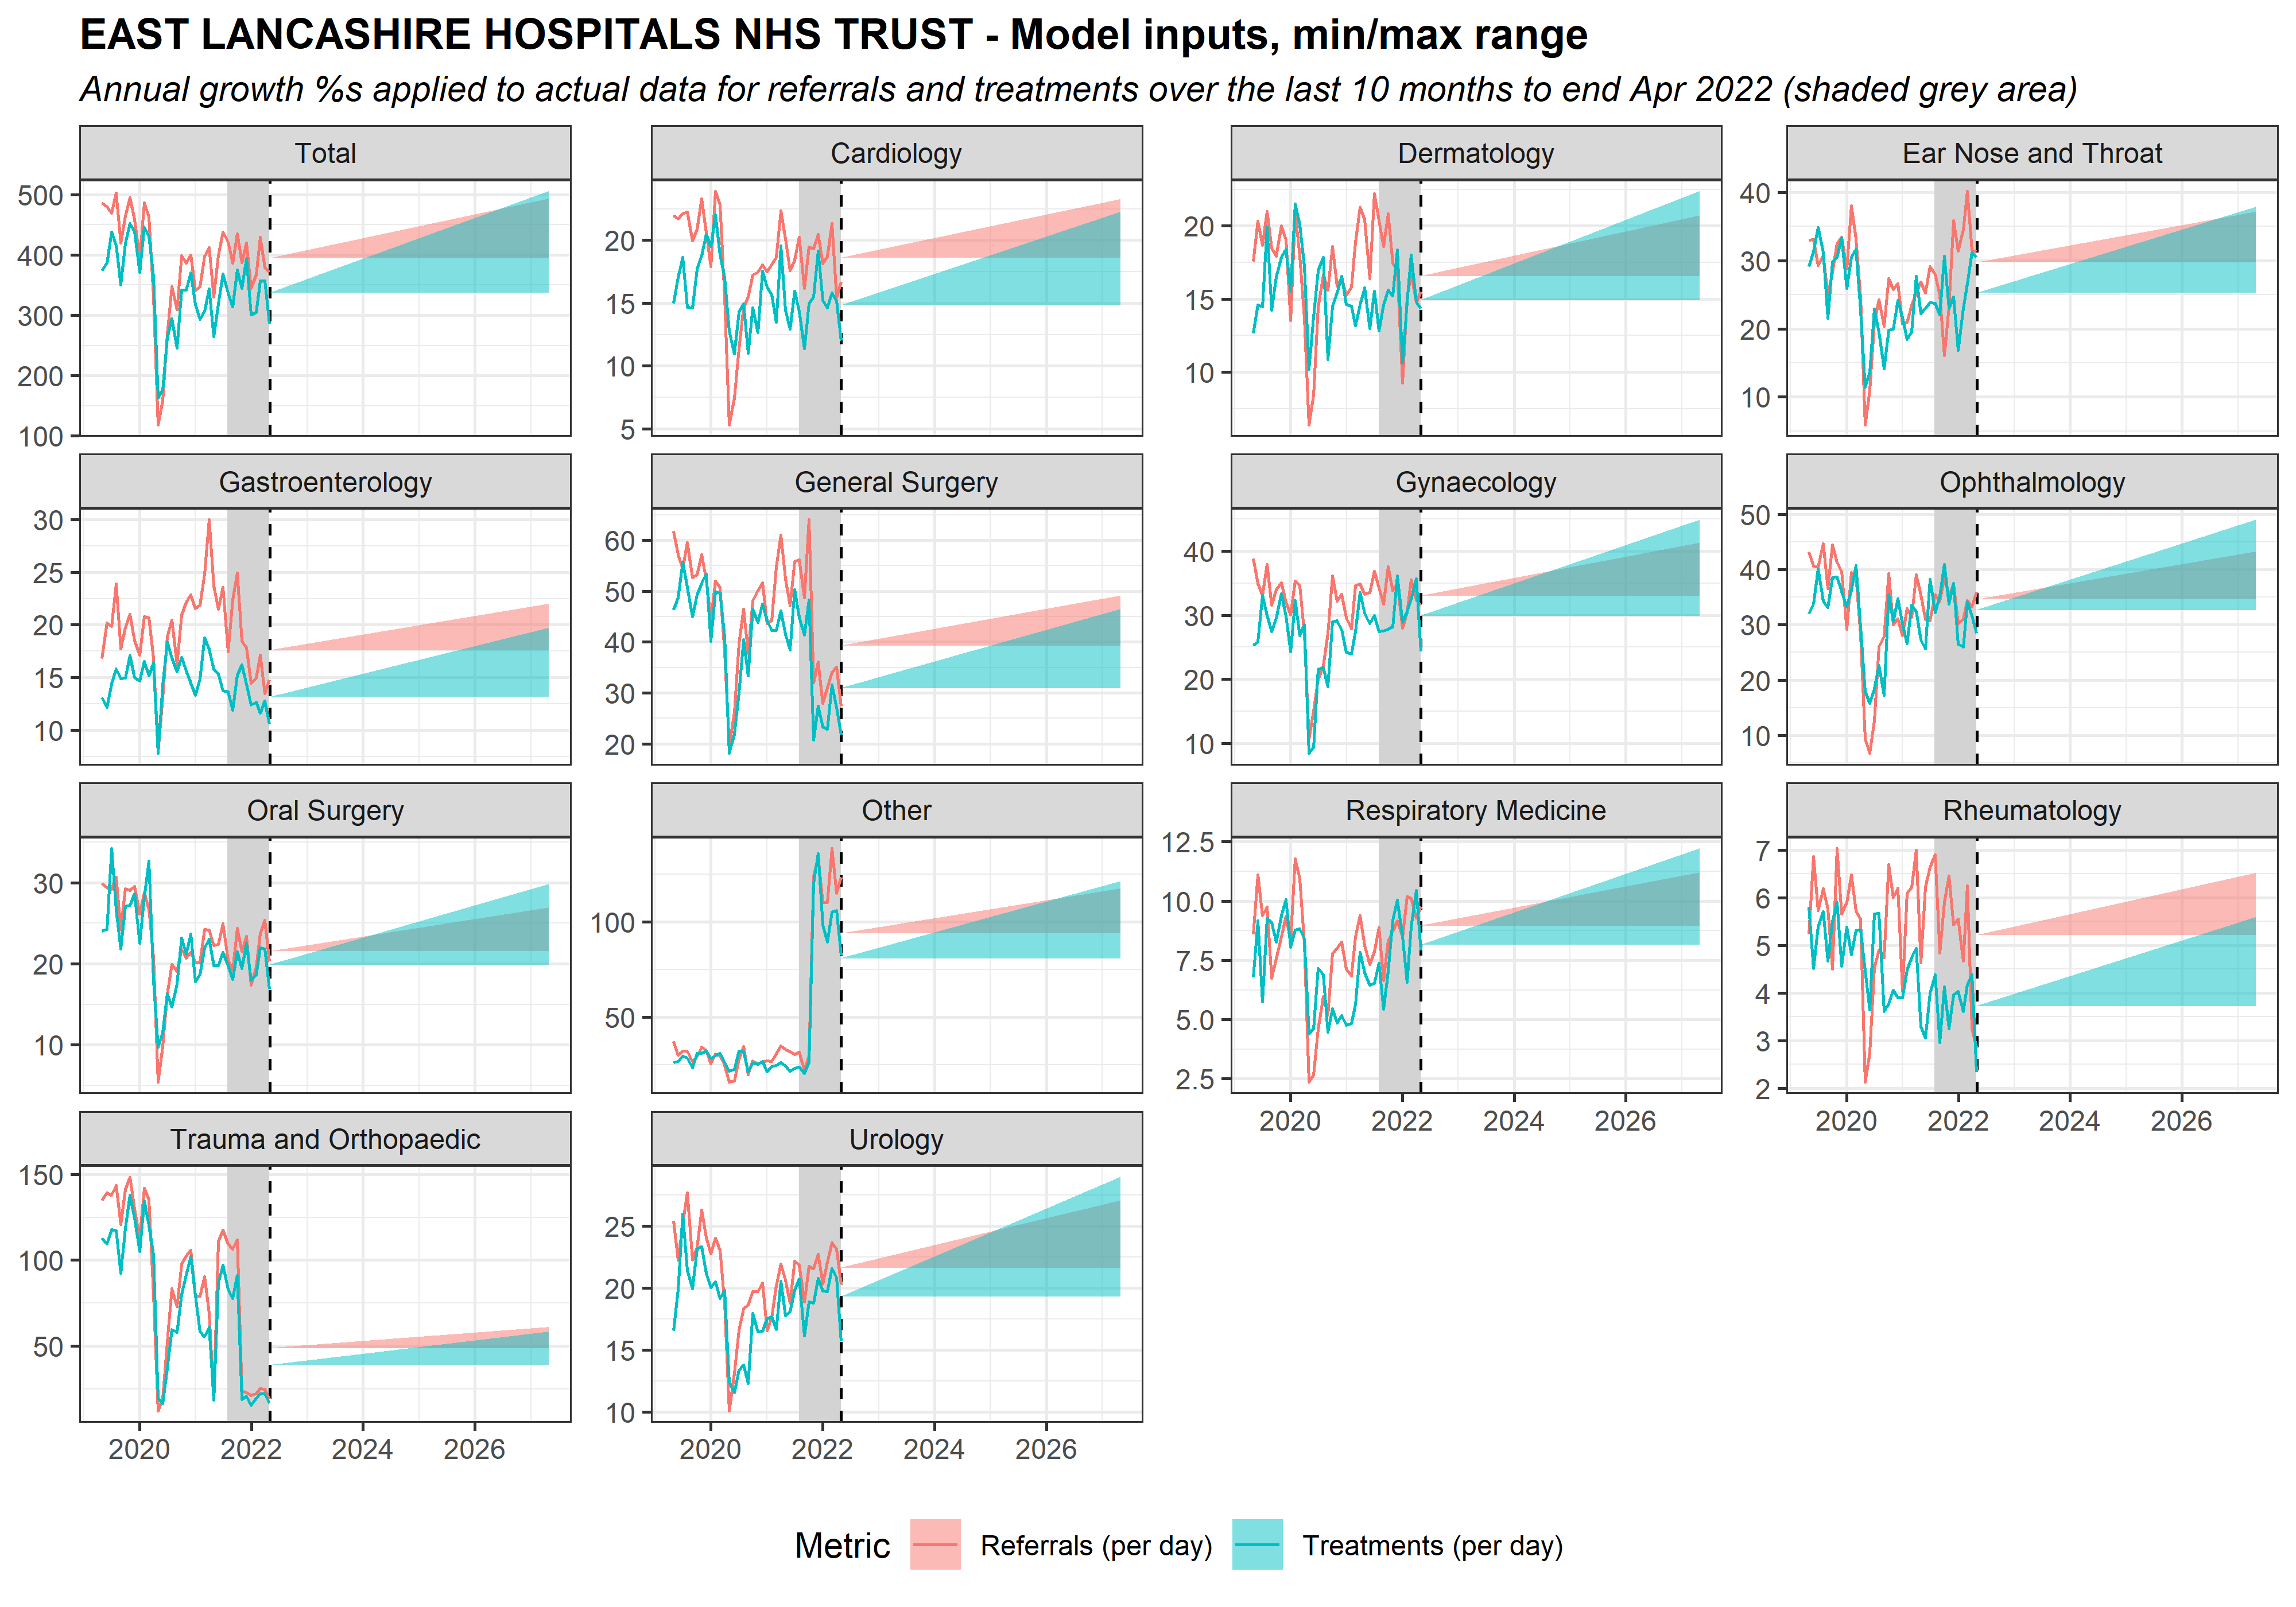 EAST LANCASHIRE HOSPITALS NHS TRUST - Model inputs, min/max range
Annual growth %s applied to actual data for referrals and treatments over the last 10 months to end Apr 2022 (shaded grey area)
Total
500
400
300
200
100
Cardiology
20
15
10
5
Dermatology
20
15
10
Ear Nose and Throat
40
30
20
10
Gastroenterology
30
25
20
15
10
General Surgery
60
50
40
30
20
Gynaecology
40
30
20
10
Ophthalmology
50
40
30
20
10
Oral Surgery
30
20
10
Other
100
50
Respiratory Medicine
12.5
10.0
7.5
5.0
2.5
2020 2022 2024 2026
Rheumatology
7
6
5
4
3
2
2020 2022 2024 2026
Trauma and Orthopaedic
150
100
50
2020 2022 2024 2026
Urology
25
20
15
10
2020 2022 2024 2026
Metric Referrals (per day) Treatments (per day)